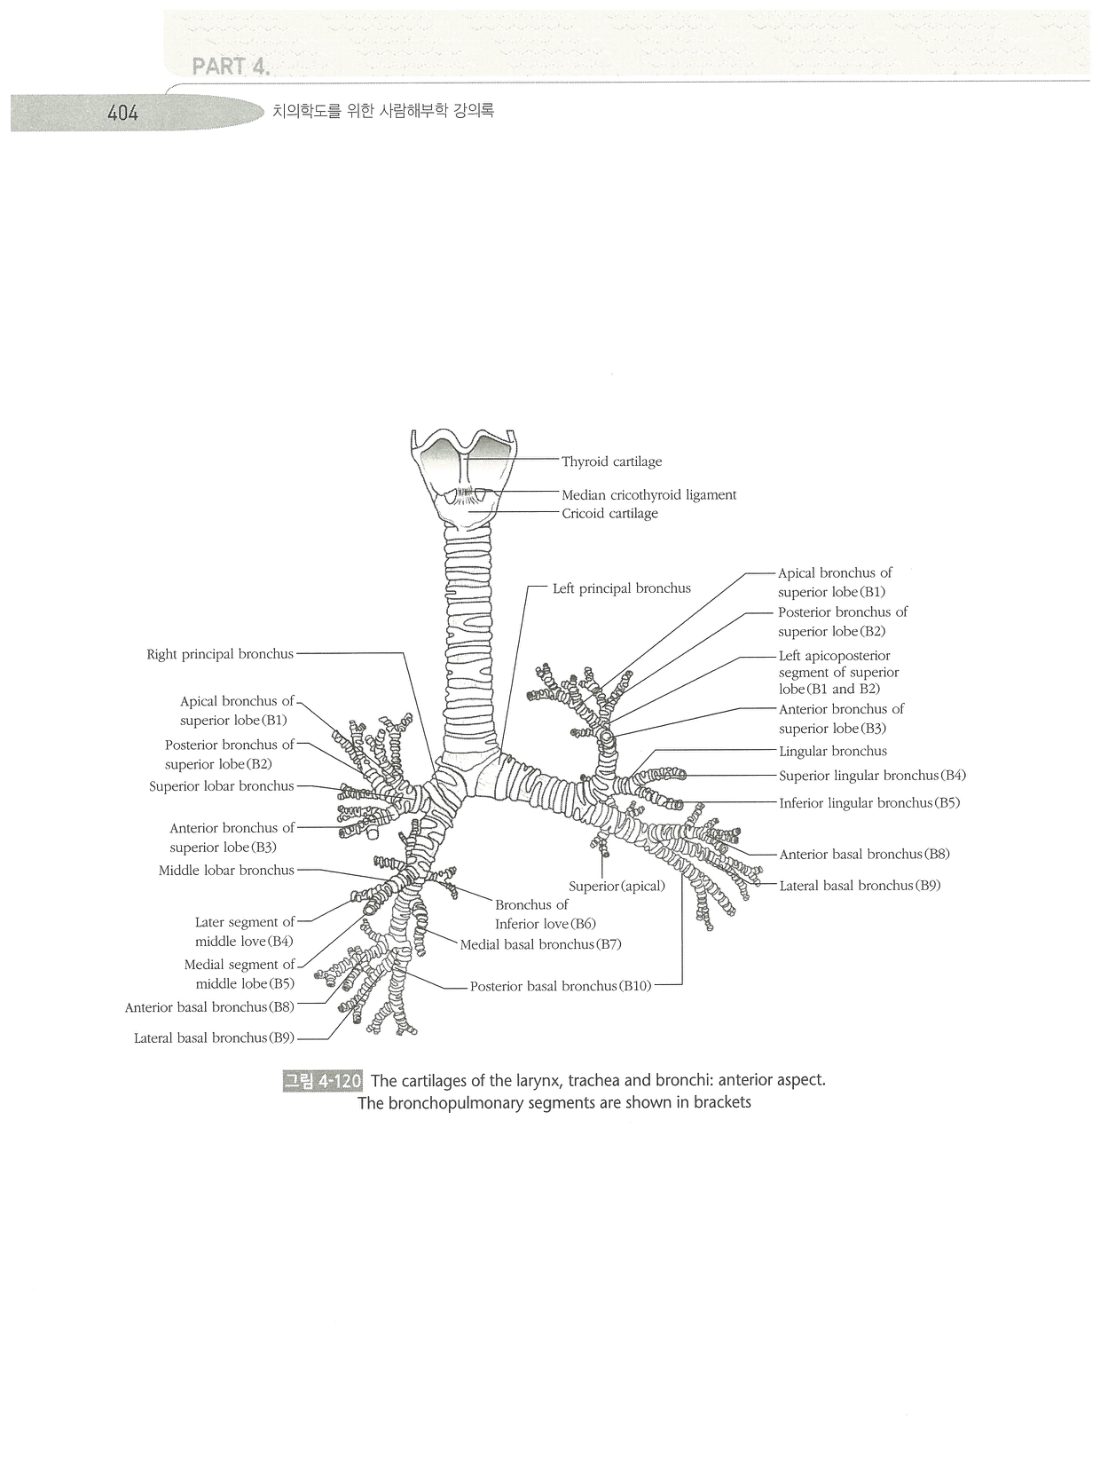 PART 4.
404
치의학도를 위한 사람해부학 강의록
Thyroid cartilage
Median cricothyroid ligament
Cricoid cartilage
Left principal bronchus
Right principal bronchus
Apical bronchus of
superior lobe(B1)
Posterior bronchus of
superior lobe(B2)
Superior lobar bronchus
Anterior bronchus of
superior lobe(B3)
Middle lobar bronchus
Later segment of
middle love(B4)
Medial segment of
middle lobe(B5)
Anterior basal bronchus(B8)
Lateral basal bronchus(B9)
Apical bronchus of
superior lobe(B1)
Posterior bronchus of
superior lobe(B2)
Left apicoposterior
segment of superior
lobe(B1 and B2)
Anterior bronchus of
superior lobe(B3)
Lingular bronchus
Superior lingular bronchus(B4)
Inferior lingular bronchus(B5)
Anterior basal bronchus(B8)
Lateral basal bronchus(B9)
Superior(apical)
Bronchus of
Inferior love(B6)
Medial basal bronchus(B7)
Posterior basal bronchus(B10)
그림 4-120 The cartilages of the larynx, trachea and bronchi: anterior aspect.
The bronchopulmonary segments are shown in brackets